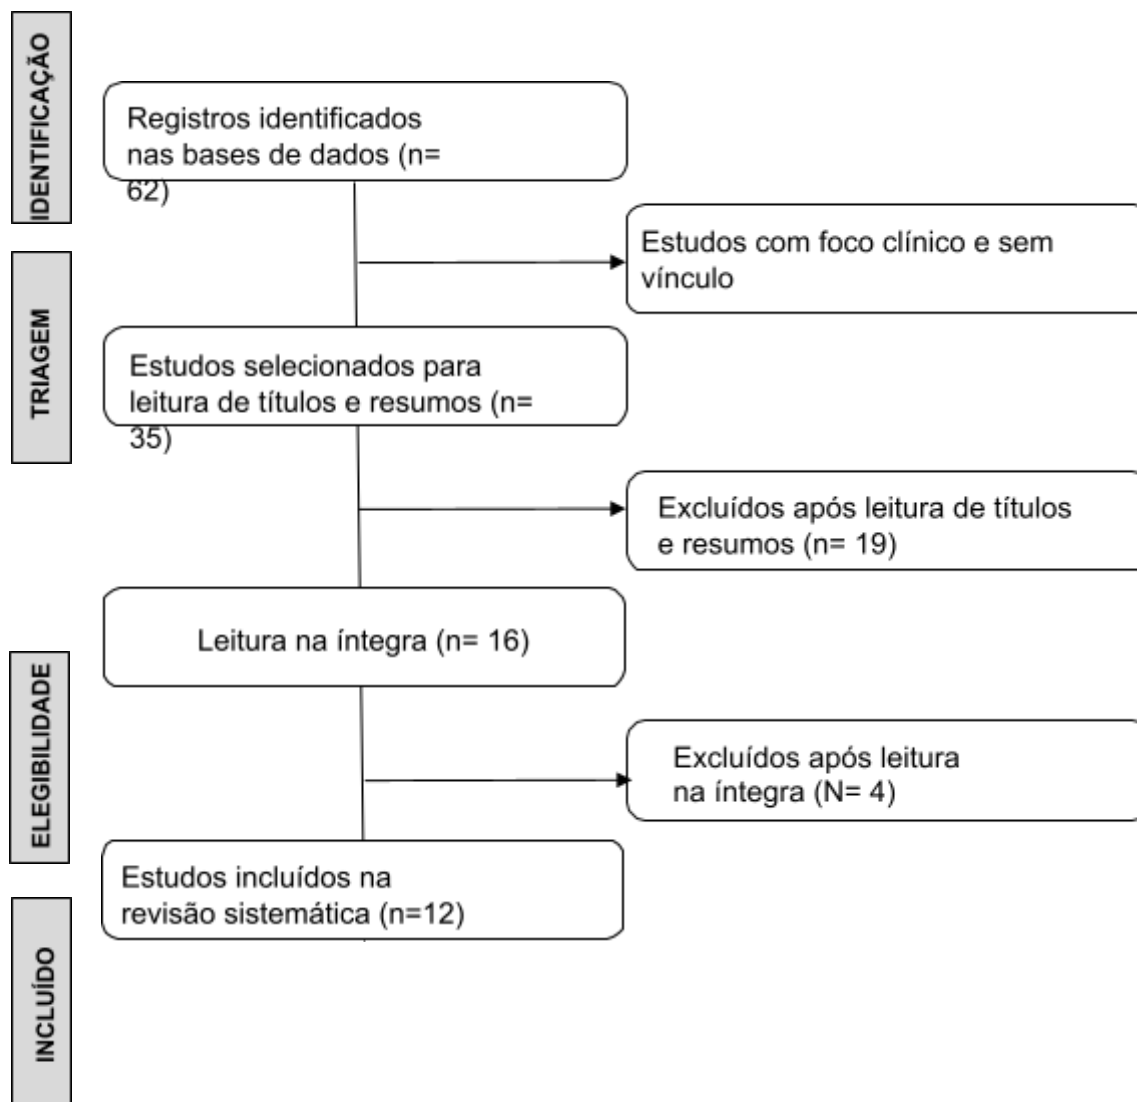 IDENTIFICAÇÃO
Registros identificados
nas bases de dados (n=
62)
Estudos com foco clínico e sem
vínculo
TRIAGEM
Estudos selecionados para
leitura de títulos e resumos (n=
35)
Excluídos após leitura de títulos
e resumos (n= 19)
Leitura na íntegra (n= 16)
ELEGIBILIDADE
Excluídos após leitura
na íntegra (N= 4)
Estudos incluídos na
revisão sistemática (n=12)
INCLUÍDO